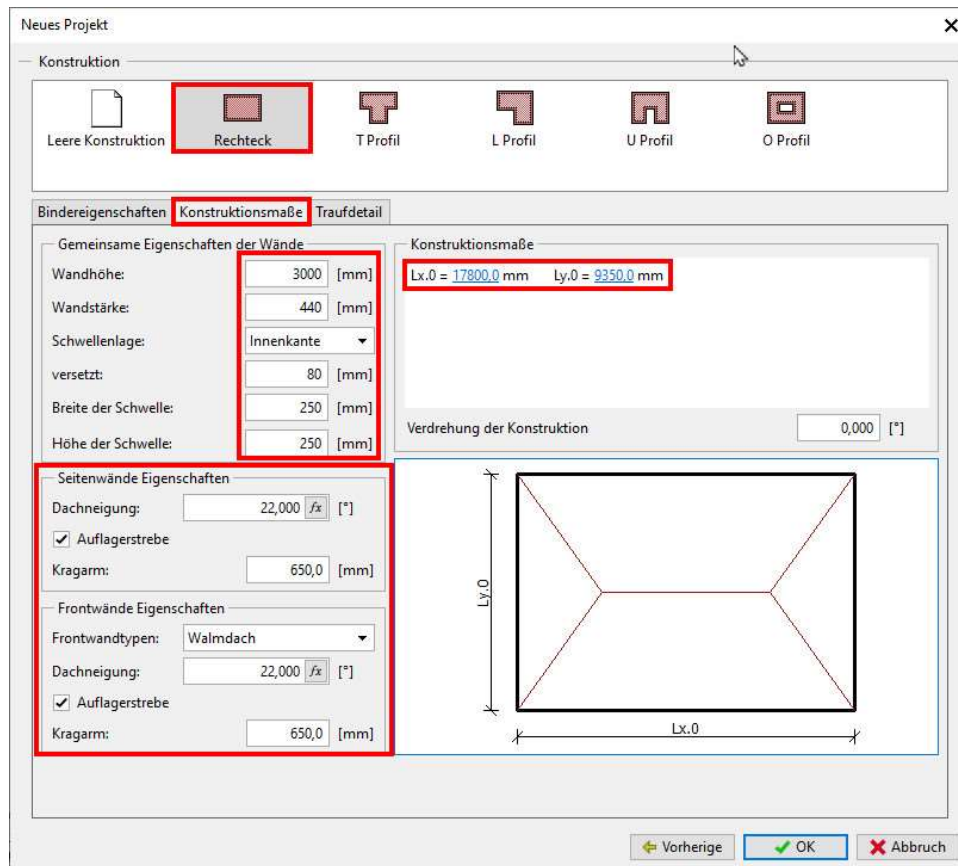 Neues Projekt
Konstruktion
Leere Konstruktion Rechteck T Profil L Profil U Profil O Profil
Bindereigenschaften Konstruktionsmaße Traufdetail
Gemeinsame Eigenschaften der Wände
Wandhöhe: 3000 [mm]
Wandstärke: 440 [mm]
Schwellenlage: Innenkante
versetzt: 80 [mm]
Breite der Schwelle: 250 [mm]
Höhe der Schwelle: 250 [mm]
Konstruktionsmaße
Lx.0 = 17800,0 mm Ly.0 = 9350,0 mm
Verdrehung der Konstruktion 0,000 [°]
Seitenwände Eigenschaften
Dachneigung: 22,000 fx [°]
Auflagerstrebe
Kragarm: 650,0 [mm]
Frontwände Eigenschaften
Frontwandtypen: Walmdach
Dachneigung: 22,000 fx [°]
Auflagerstrebe
Kragarm: 650,0 [mm]
Ly.0
Lx.0
Vorherige OK Abbruch